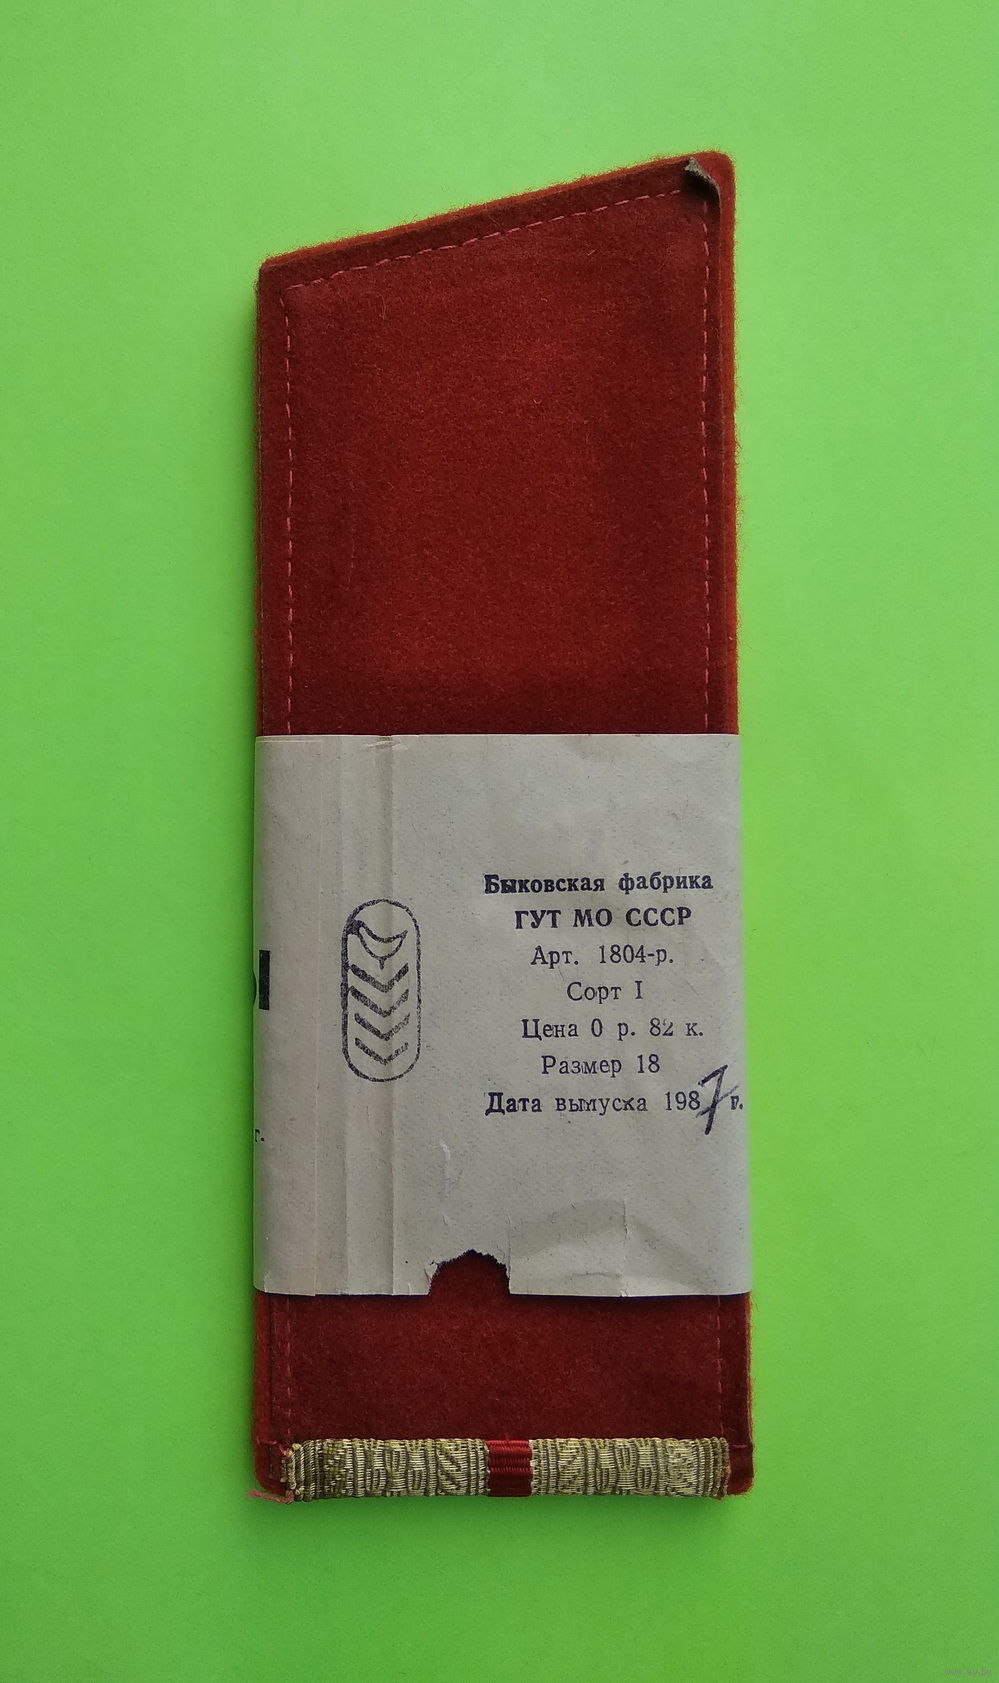 Быковская фабрика
ГУТ МО СССР
Арт. 1804-р.
Сорт I
Цена 0 р. 82 к.
Размер 18
Дата выпуска 1987 г.
г.